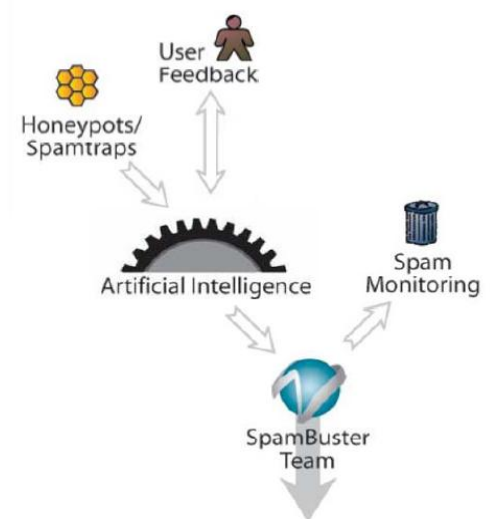 User
Feedback
Honeypots/
Spamtraps
Artificial Intelligence
Spam
Monitoring
SpamBuster
Team